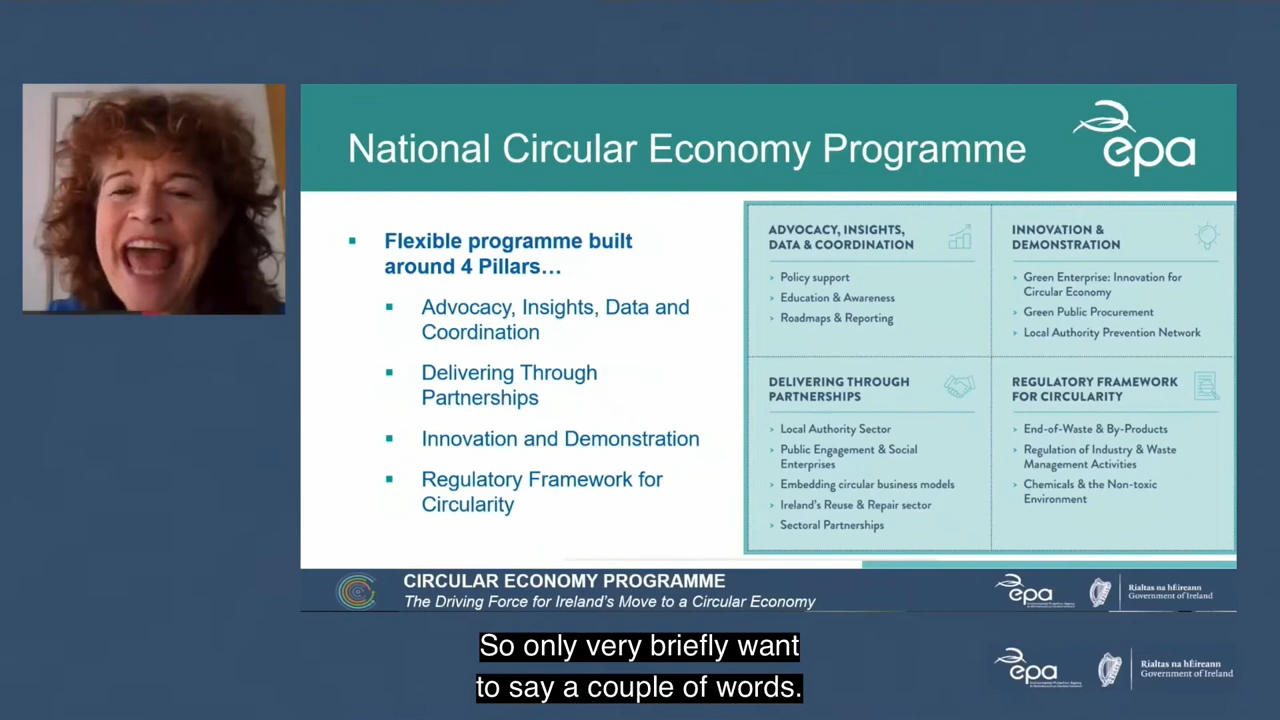 National Circular Economy Programme
epa
Flexible programme built
around 4 Pillars…
Advocacy, Insights, Data and
Coordination
Delivering Through
Partnerships
Innovation and Demonstration
Regulatory Framework for
Circularity
ADVOCACY, INSIGHTS,
DATA & COORDINATION
Policy support
Education & Awareness
Roadmaps & Reporting
INNOVATION &
DEMONSTRATION
Green Enterprise: Innovation for
Circular Economy
Green Public Procurement
Local Authority Prevention Network
DELIVERING THROUGH
PARTNERSHIPS
Local Authority Sector
Public Engagement & Social
Enterprises
Embedding circular business models
Ireland's Reuse & Repair sector
Sectoral Partnerships
REGULATORY FRAMEWORK
FOR CIRCULARITY
End-of-Waste & By-Products
Regulation of Industry & Waste
Management Activities
Chemicals & the Non-toxic
Environment
CIRCULAR ECONOMY PROGRAMME
The Driving Force for Ireland's Move to a Circular Economy
epa
Rialtas na hÉireann
Government of Ireland
So only very briefly want
to say a couple of words.
epa
Rialtas na hÉireann
Government of Ireland